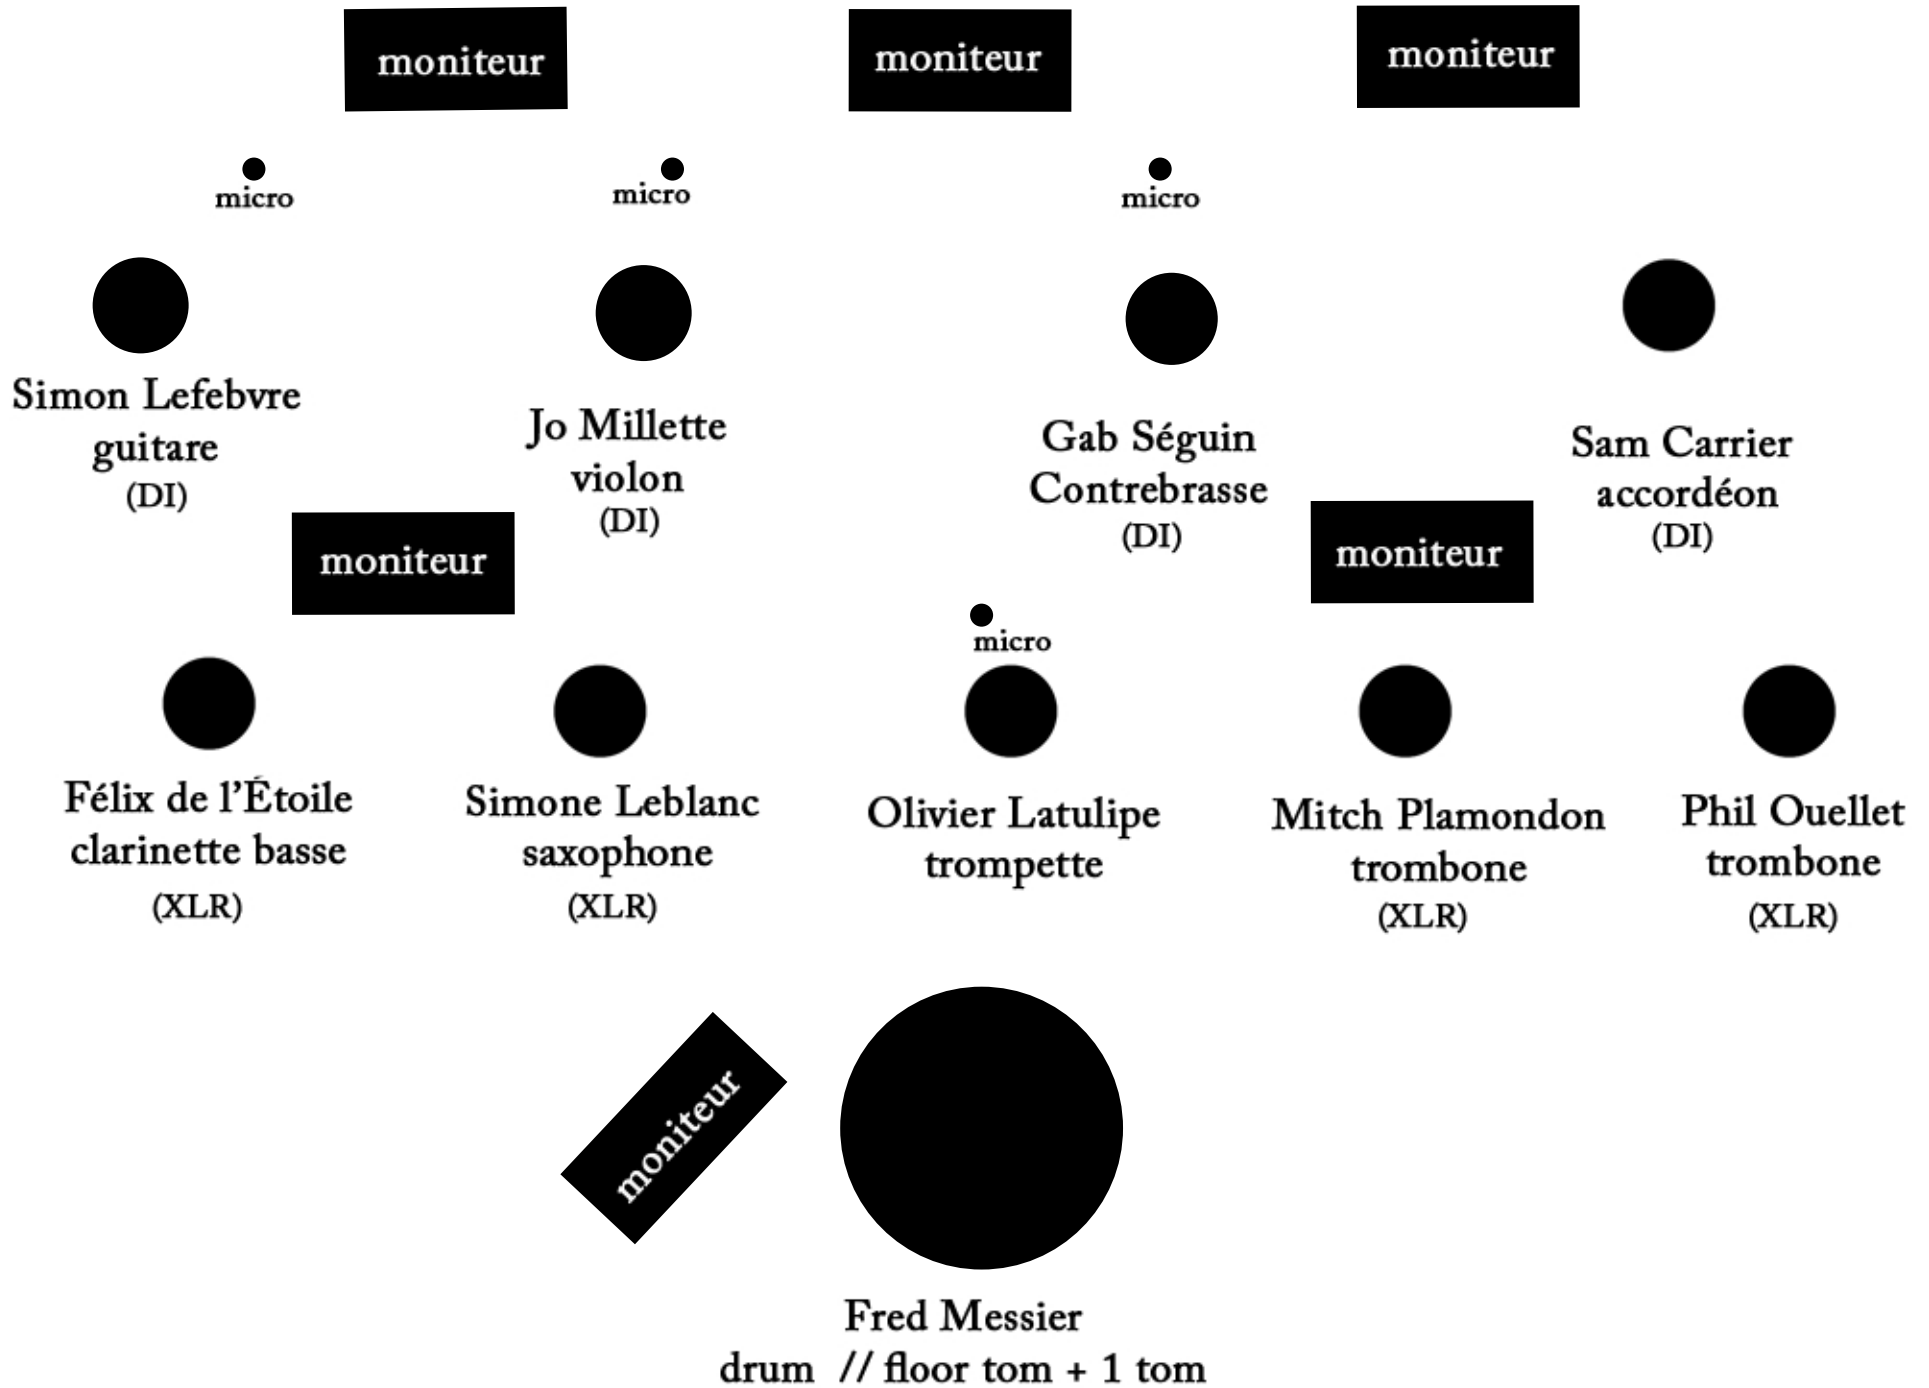 moniteur
moniteur
moniteur
micro
micro
micro
Simon Lefebvre
guitare
(DI)
Jo Millette
violon
(DI)
Gab Séguin
Contrebrasse
(DI)
Sam Carrier
accordéon
(DI)
moniteur
moniteur
micro
Félix de l’Étoile
clarinette basse
(XLR)
Simone Leblanc
saxophone
(XLR)
Olivier Latulipe
trompette
Mitch Plamondon
trombone
(XLR)
Phil Ouellet
trombone
(XLR)
moniteur
Fred Messier
drum // floor tom + 1 tom